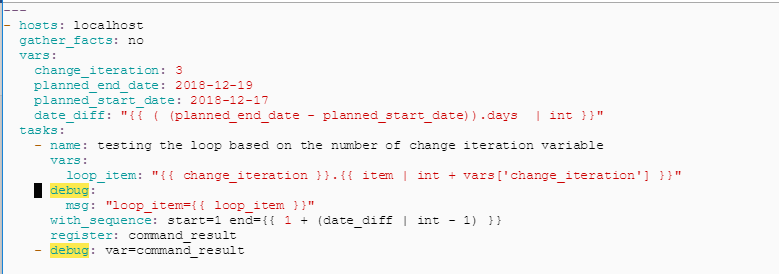 ---
- hosts: localhost
  gather_facts: no
  vars:
    change_iteration: 3
    planned_end_date: 2018-12-19
    planned_start_date: 2018-12-17
    date_diff: "{{ ( (planned_end_date - planned_start_date)).days  | int }}"
  tasks:
    - name: testing the loop based on the number of change iteration variable
      vars:
        loop_item: "{{ change_iteration }}.{{ item | int + vars['change_iteration'] }}"
      debug:
        msg: "loop_item={{ loop_item }}"
      with_sequence: start=1 end={{ 1 + (date_diff | int - 1) }}
      register: command_result
    - debug: var=command_result